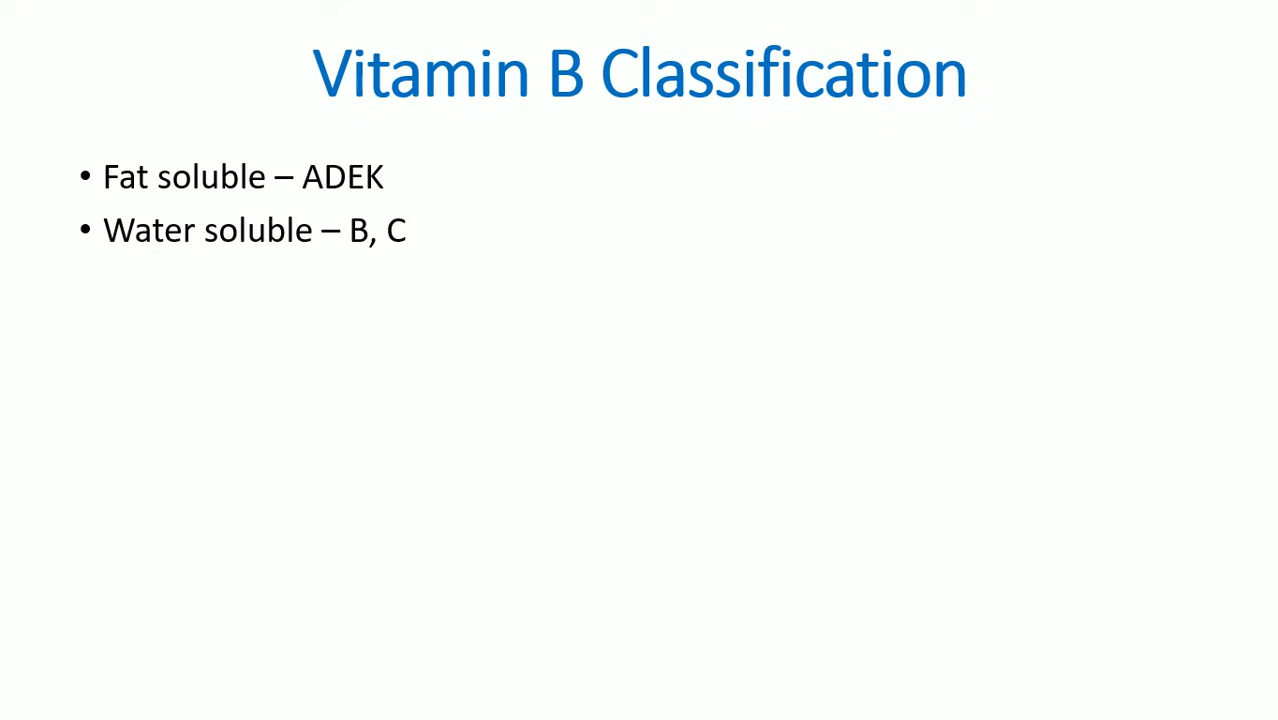 Vitamin B Classification
• Fat soluble – ADEK
• Water soluble – B, C